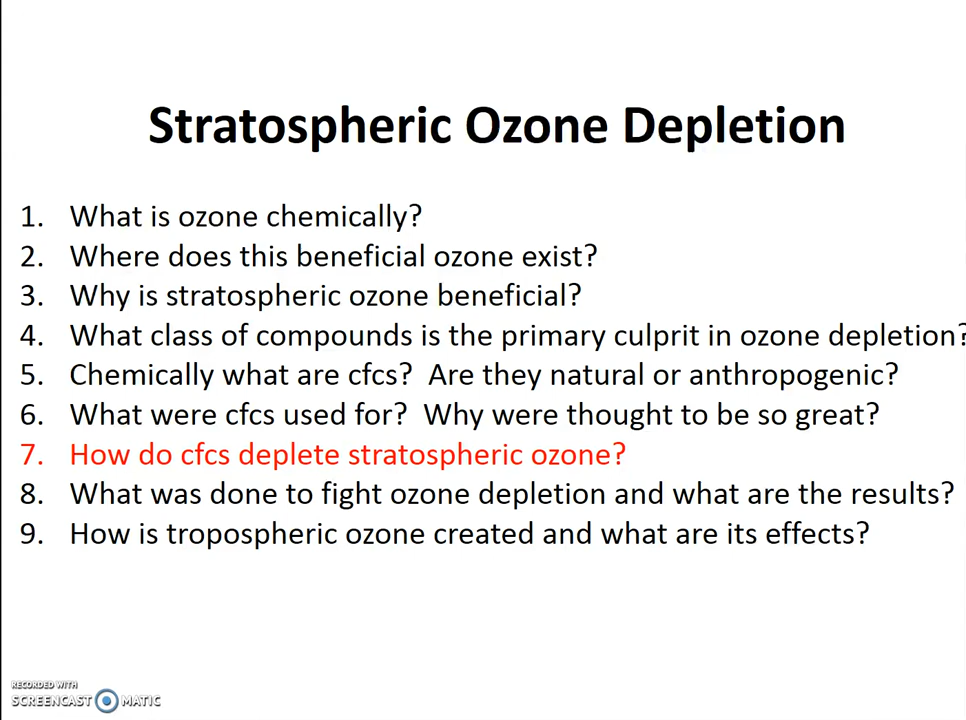 Stratospheric Ozone Depletion
1. What is ozone chemically?
2. Where does this beneficial ozone exist?
3. Why is stratospheric ozone beneficial?
4. What class of compounds is the primary culprit in ozone depletion?
5. Chemically what are cfcs? Are they natural or anthropogenic?
6. What were cfcs used for? Why were thought to be so great?
7. How do cfcs deplete stratospheric ozone?
8. What was done to fight ozone depletion and what are the results?
9. How is tropospheric ozone created and what are its effects?
RECORDED WITH
SCREENCAST MATIC